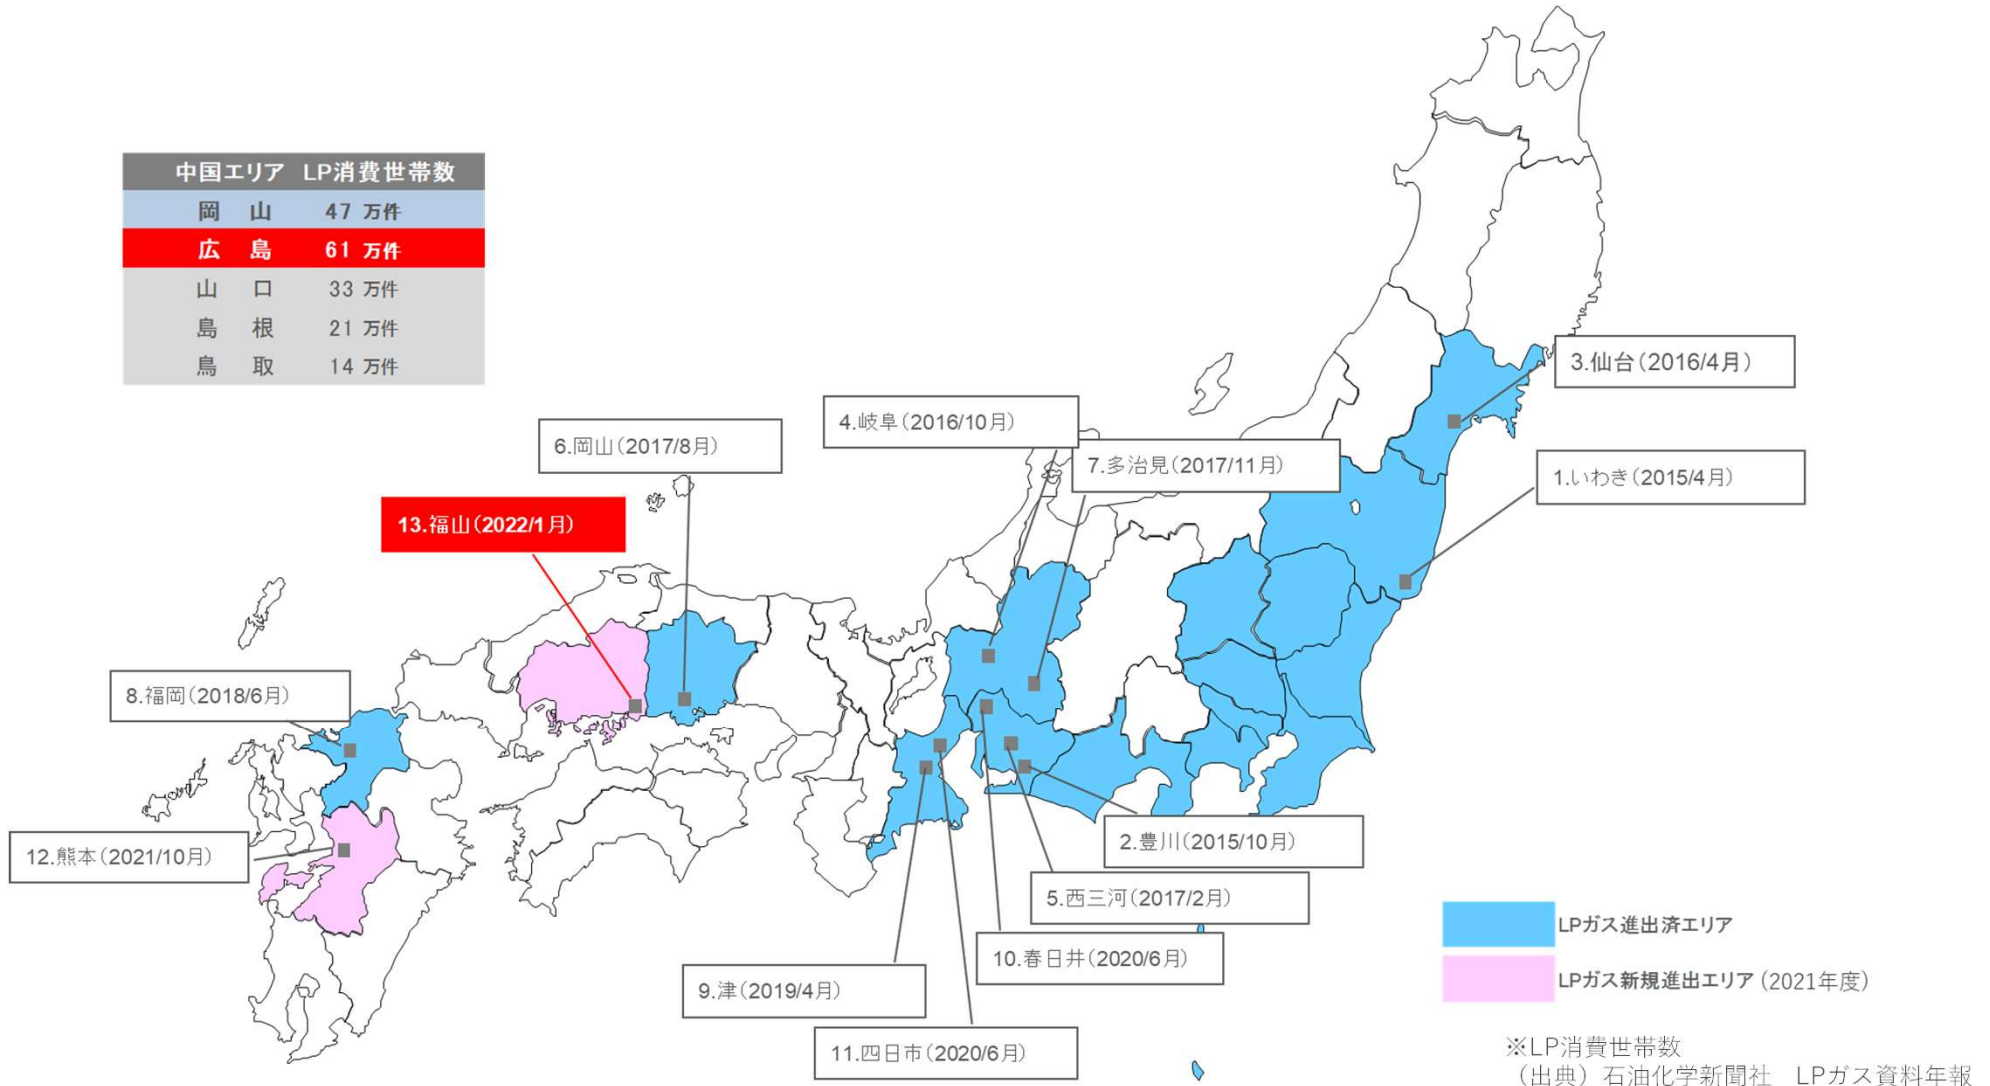 中国エリア LP消費世帯数
岡 山 47 万件
広 島 61 万件
山 口 33 万件
島 根 21 万件
鳥 取 14 万件
3.仙台(2016/4月)
4.岐阜(2016/10月)
6.岡山(2017/8月)
7.多治見(2017/11月)
1.いわき(2015/4月)
13.福山(2022/1月)
8.福岡(2018/6月)
12.熊本(2021/10月)
2.豊川(2015/10月)
5.西三河(2017/2月)
10.春日井(2020/6月)
9.津(2019/4月)
11.四日市(2020/6月)
LPガス進出済エリア
LPガス新規進出エリア (2021年度)
※LP消費世帯数
(出典) 石油化学新聞社 LPガス資料年報